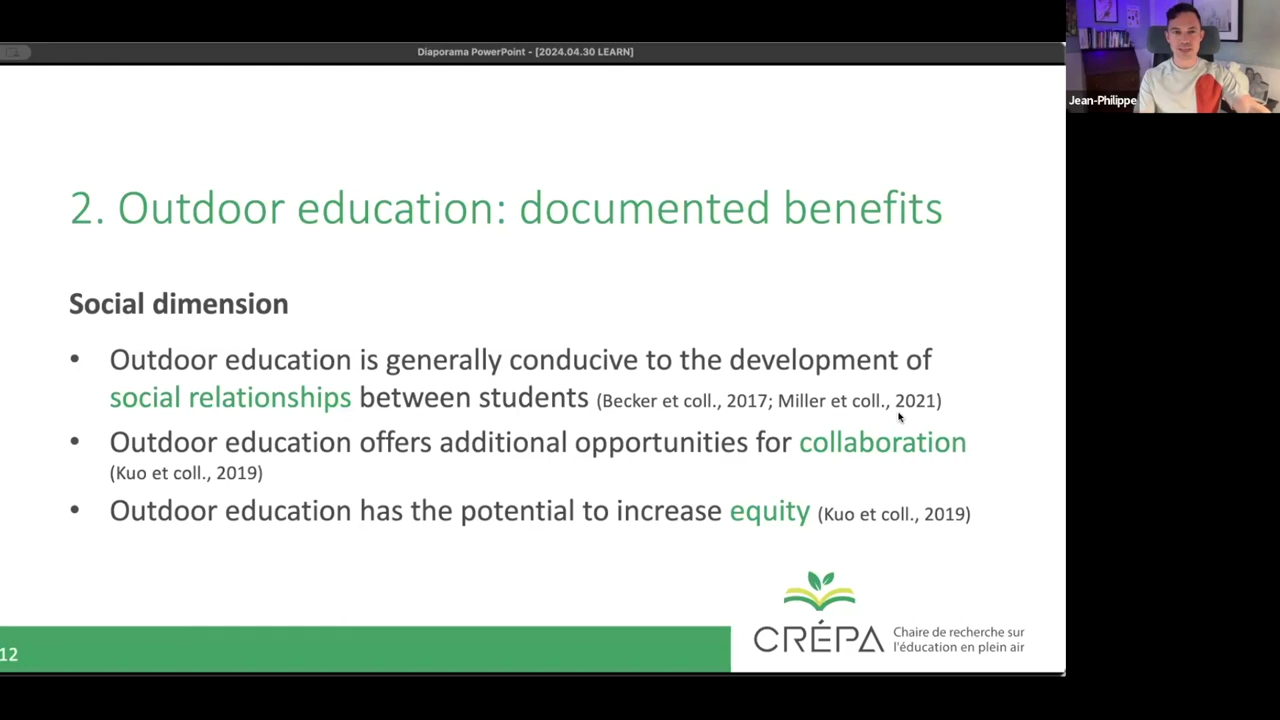 Diaporama PowerPoint - [2024.04.30 LEARN]
Jean-Philippe
2. Outdoor education: documented benefits
Social dimension
• Outdoor education is generally conducive to the development of
social relationships between students (Becker et coll., 2017; Miller et coll., 2021)
• Outdoor education offers additional opportunities for collaboration
(Kuo et coll., 2019)
• Outdoor education has the potential to increase equity (Kuo et coll., 2019)
CRÉPA
Chaire de recherche sur
l'éducation en plein air
12